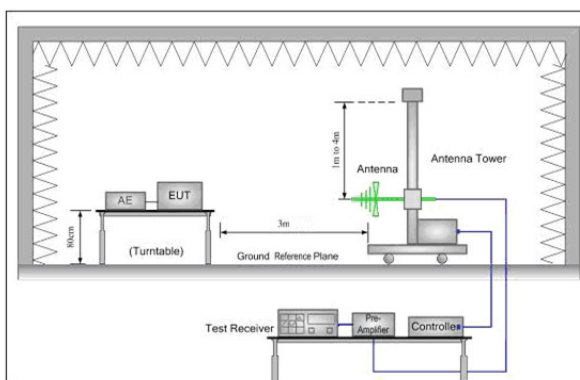 1m to 4m
Antenna
Antenna Tower
AE
EUT
80cm
(Turntable)
3m
Ground Reference Plane
Test Receiver
Pre-
Amplifier
Controller